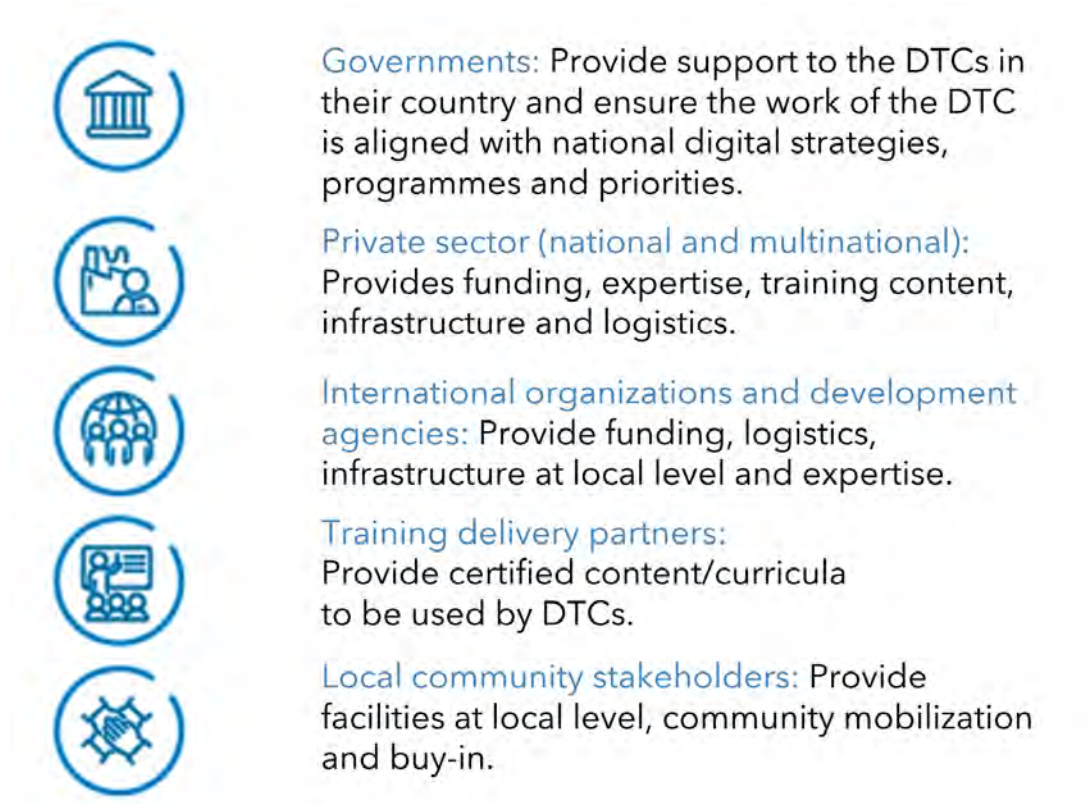 Governments: Provide support to the DTCs in
their country and ensure the work of the DTC
is aligned with national digital strategies,
programmes and priorities.
Private sector (national and multinational):
Provides funding, expertise, training content,
infrastructure and logistics.
International organizations and development
agencies: Provide funding, logistics,
infrastructure at local level and expertise.
Training delivery partners:
Provide certified content/curricula
to be used by DTCs.
Local community stakeholders: Provide
facilities at local level, community mobilization
and buy-in.